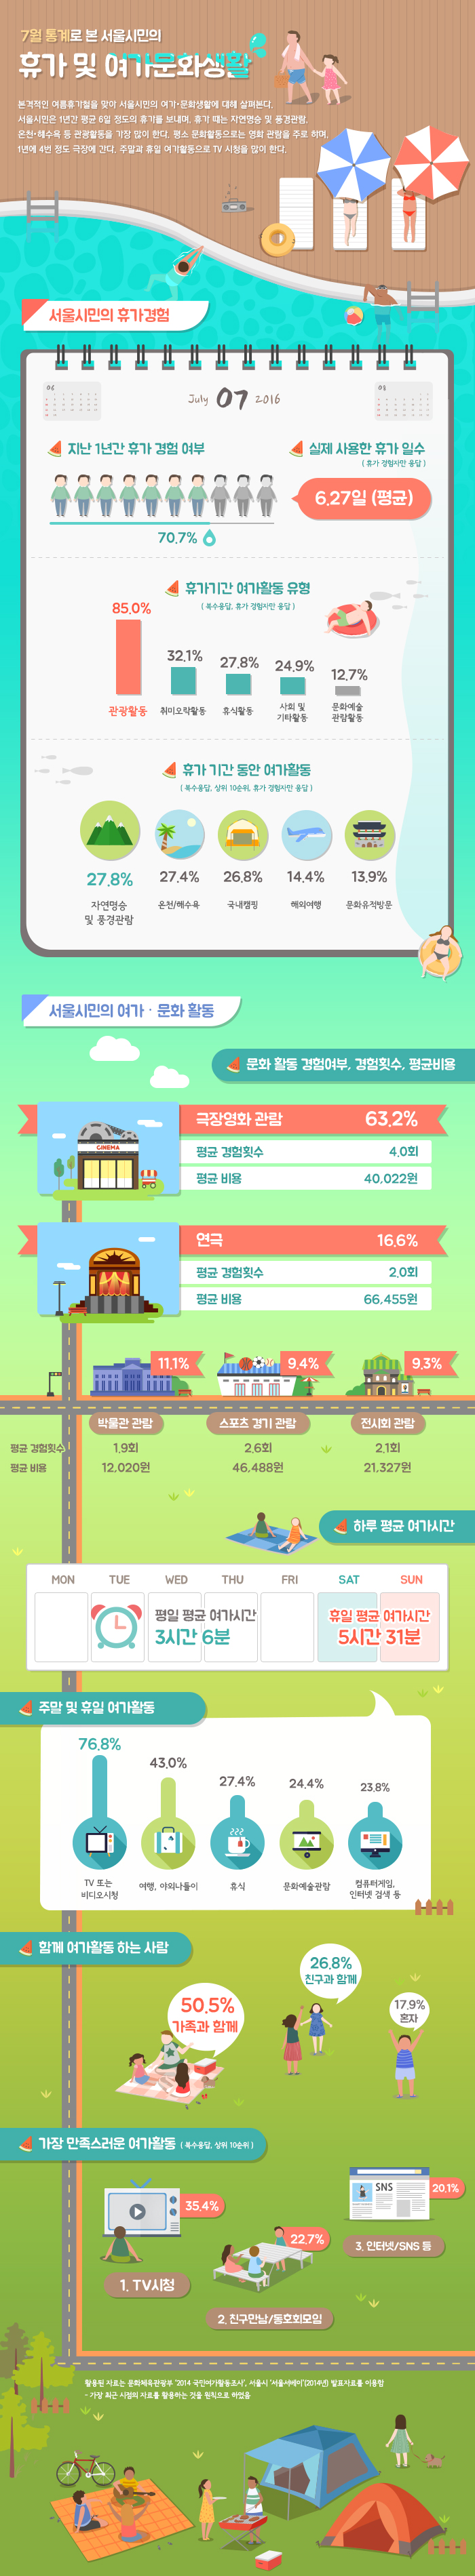 7월 통계로 본 서울시민의
휴가 및 여가문화생활
본격적인 여름휴가철을 맞아 서울시민의 여가·문화생활에 대해 살펴본다.
서울시민은 1년간 평균 6일 정도의 휴가를 보내며, 휴가 때는 자연명승 및 풍경관람,
온천·해수욕 등 관광활동을 가장 많이 한다. 평소 문화활동으로는 영화 관람을 주로 하며,
1년에 4번 정도 극장에 간다. 주말과 휴일 여가활동으로 TV 시청을 많이 한다.
서울시민의 휴가경험
06
July 07 2016
08
지난 1년간 휴가 경험 여부
70.7%
실제 사용한 휴가 일수
( 휴가 경험자만 응답 )
6.27일 (평균)
휴가기간 여가활동 유형
( 복수응답, 휴가 경험자만 응답 )
85.0%
32.1%
27.8%
24.9%
12.7%
관광활동
취미오락활동
휴식활동
사회 및
기타활동
문화예술
관람활동
휴가 기간 동안 여가활동
( 복수응답, 상위 10순위, 휴가 경험자만 응답 )
27.8%
27.4%
26.8%
14.4%
13.9%
자연명승
및 풍경관람
온천/해수욕
국내캠핑
해외여행
문화유적방문
서울시민의 여가 · 문화 활동
문화 활동 경험여부, 경험횟수, 평균비용
CINEMA
극장영화 관람 63.2%
평균 경험횟수 4.0회
평균 비용 40,022원
연극 16.6%
평균 경험횟수 2.0회
평균 비용 66,455원
11.1%
9.4%
9.3%
박물관 관람
스포츠 경기 관람
전시회 관람
평균 경험횟수 1.9회 2.6회 2.1회
평균 비용 12,020원 46,488원 21,327원
하루 평균 여가시간
MON TUE WED THU FRI SAT SUN
평일 평균 여가시간
3시간 6분
휴일 평균 여가시간
5시간 31분
주말 및 휴일 여가활동
76.8%
43.0%
27.4%
24.4%
23.8%
TV 또는
비디오시청
여행, 야외나들이
휴식
문화예술관람
컴퓨터게임,
인터넷 검색 등
함께 여가활동 하는 사람
50.5%
가족과 함께
26.8%
친구와 함께
17.9%
혼자
가장 만족스러운 여가활동 ( 복수응답, 상위 10순위 )
35.4%
1. TV시청
22.7%
2. 친구만남/동호회모임
SNS
20.1%
3. 인터넷/SNS 등
활용된 자료는 문화체육관광부 '2014 국민여가활동조사', 서울시 '서울서베이'(2014년) 발표자료를 이용함
- 가장 최근 시점의 자료를 활용하는 것을 원칙으로 하였음